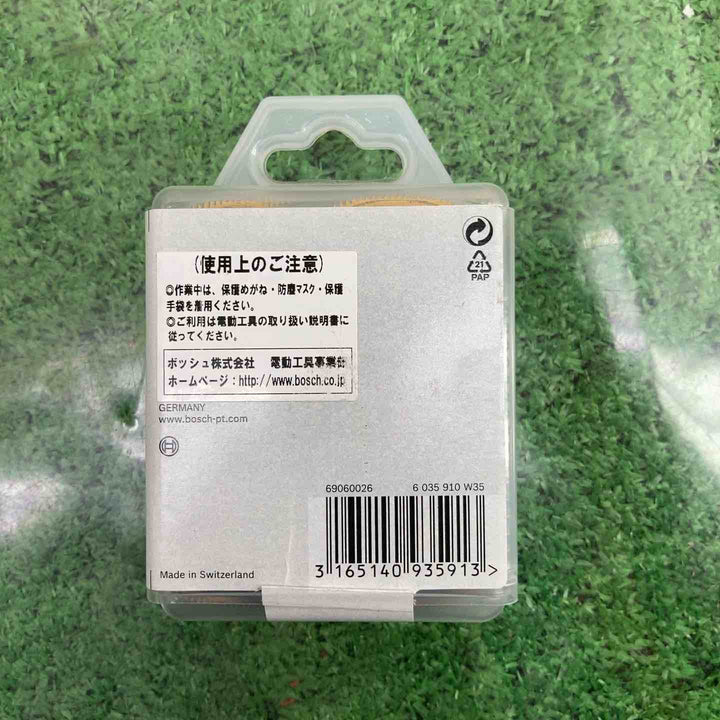 (使用上のご注意)
◎作業中は、保護めがね・防塵マスク・保護
手袋を着用ください。
◎ご利用は電動工具の取り扱い説明書に
従ってください。
ボッシュ株式会社 電動工具事業部
ホームページ:http://www.bosch.co.jp
GERMANY
www.bosch-pt.com
21
PAP
69060026 6 035 910 W35
3 165140 935913 >
Made in Switzerland